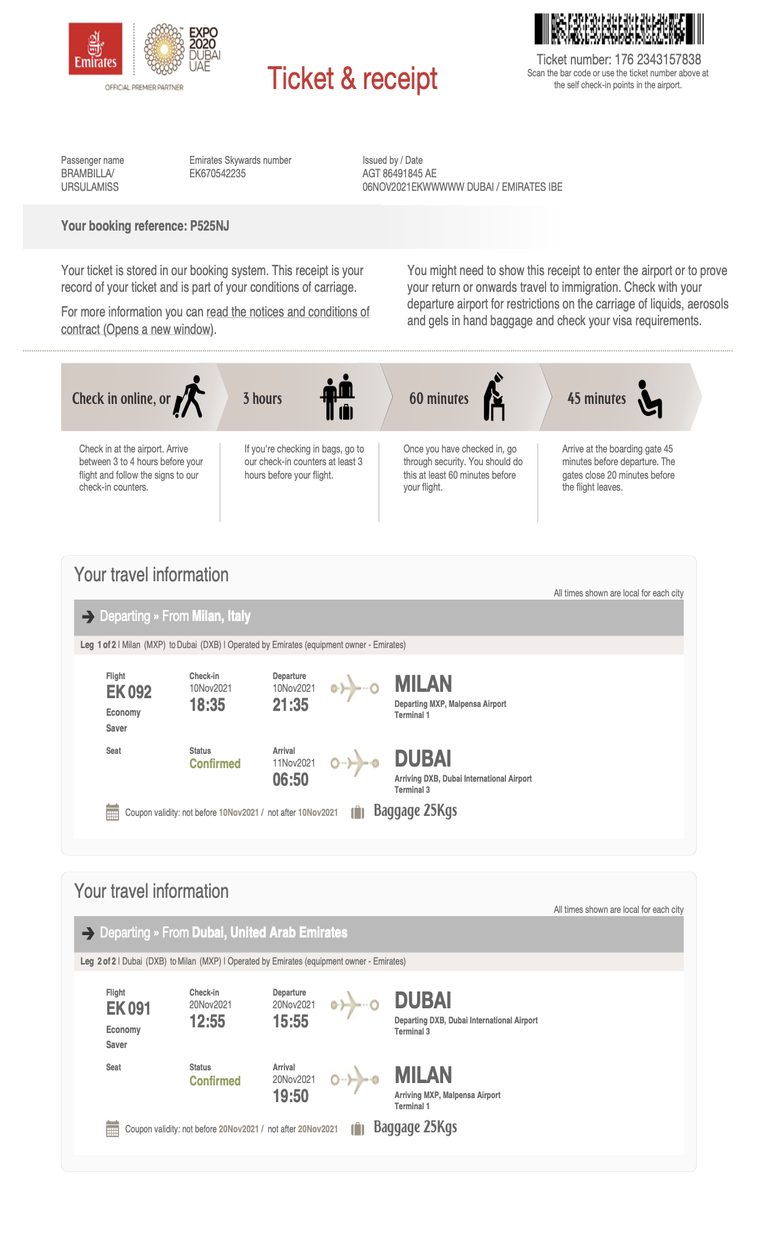 Emirates
EXPO
2020
DUBAI
UAE
OFFICIAL PREMIER PARTNER
Ticket & receipt
Ticket number: 176 2343157838
Scan the bar code or use the ticket number above at
the self check-in points in the airport.
Passenger name
BRAMBILLA/
URSULAMISS
Emirates Skywards number
EK670542235
Issued by / Date
AGT 86491845 AE
06NOV2021EKWWWWW DUBAI / EMIRATES IBE
Your booking reference: P525NJ
Your ticket is stored in our booking system. This receipt is your
record of your ticket and is part of your conditions of carriage.
For more information you can read the notices and conditions of
contract (Opens a new window).
You might need to show this receipt to enter the airport or to prove
your return or onwards travel to immigration. Check with your
departure airport for restrictions on the carriage of liquids, aerosols
and gels in hand baggage and check your visa requirements.
Check in online, or
3 hours
60 minutes
45 minutes
Check in at the airport. Arrive
between 3 to 4 hours before your
flight and follow the signs to our
check-in counters.
If you're checking in bags, go to
our check-in counters at least 3
hours before your flight.
Once you have checked in, go
through security. You should do
this at least 60 minutes before
your flight.
Arrive at the boarding gate 45
minutes before departure. The
gates close 20 minutes before
the flight leaves.
Your travel information
All times shown are local for each city
Departing » From Milan, Italy
Leg 1 of 2 | Milan (MXP) to Dubai (DXB) | Operated by Emirates (equipment owner - Emirates)
Flight
EK 092
Economy
Saver
Check-in
10Nov2021
18:35
Departure
10Nov2021
21:35
MILAN
Departing MXP, Malpensa Airport
Terminal 1
Seat
Status
Confirmed
Arrival
11Nov2021
06:50
DUBAI
Arriving DXB, Dubai International Airport
Terminal 3
Coupon validity: not before 10Nov2021 / not after 10Nov2021
Baggage 25Kgs
Your travel information
All times shown are local for each city
Departing » From Dubai, United Arab Emirates
Leg 2 of 2 | Dubai (DXB) to Milan (MXP) | Operated by Emirates (equipment owner - Emirates)
Flight
EK 091
Economy
Saver
Check-in
20Nov2021
12:55
Departure
20Nov2021
15:55
DUBAI
Departing DXB, Dubai International Airport
Terminal 3
Seat
Status
Confirmed
Arrival
20Nov2021
19:50
MILAN
Arriving MXP, Malpensa Airport
Terminal 1
Coupon validity: not before 20Nov2021 / not after 20Nov2021
Baggage 25Kgs